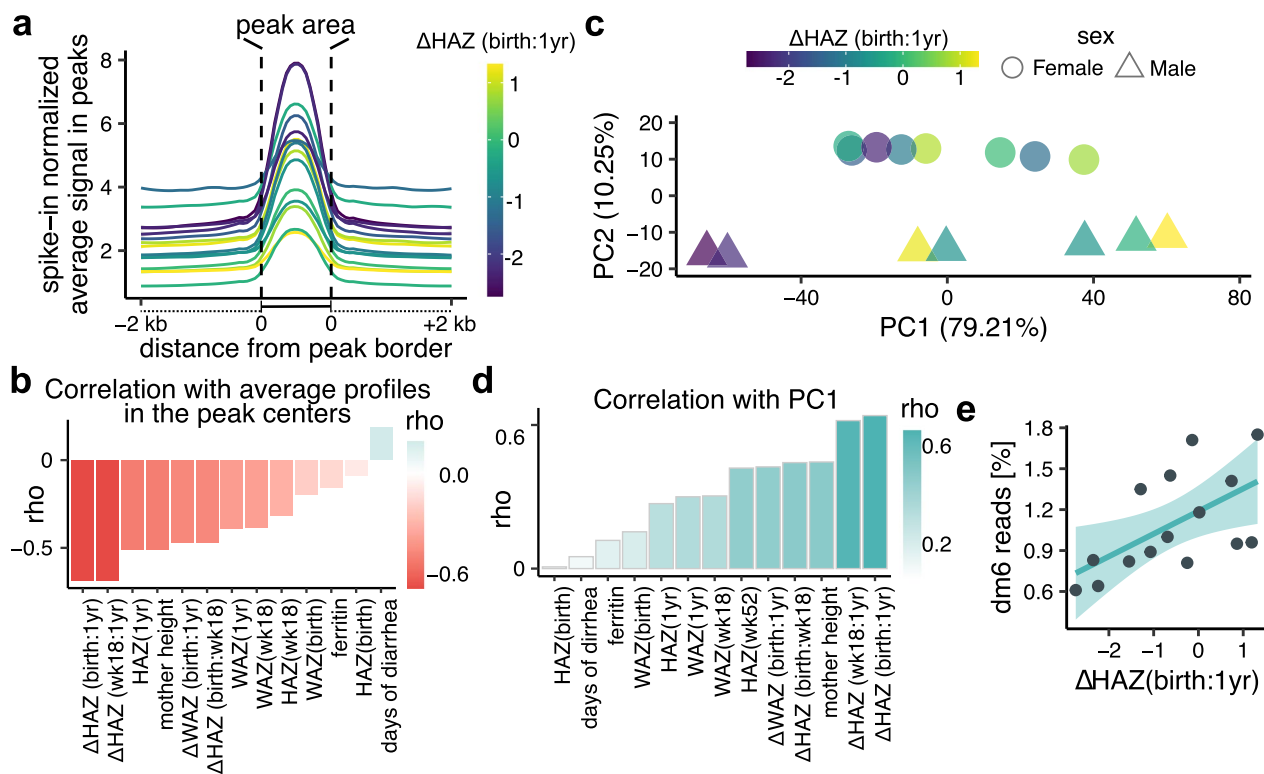 a
peak area
ΔHAZ (birth:1yr)
spike−in normalized
average signal in peaks
8
6
4
2
1
0
-1
-2
−2 kb
0
0
+2 kb
distance from peak border
c
ΔHAZ (birth:1yr)
-2
-1
0
1
sex
Female
Male
PC2 (10.25%)
20
10
0
−10
−20
−40
0
40
80
PC1 (79.21%)
b
Correlation with average profiles
in the peak centers
rho
0.0
−0.6
rho
0
−0.5
ΔHAZ (birth:1yr)
ΔHAZ (wk18:1yr)
HAZ(1yr)
mother height
ΔWAZ (birth:1yr)
ΔHAZ (birth:wk18)
WAZ(1yr)
WAZ(wk18)
HAZ(wk18)
WAZ(birth)
ferritin
HAZ(birth)
days of diarrhea
d
Correlation with PC1
rho
0.6
0.2
rho
0.6
0
HAZ(birth)
days of dirrhea
ferritin
WAZ(birth)
HAZ(1yr)
WAZ(1yr)
WAZ(wk18)
HAZ(wk52)
ΔWAZ (birth:1yr)
ΔHAZ (birth:wk18)
mother height
ΔHAZ (wk18:1yr)
ΔHAZ (birth:1yr)
e
dm6 reads [%]
1.8
1.5
1.2
0.9
0.6
−2
−1
0
1
ΔHAZ(birth:1yr)